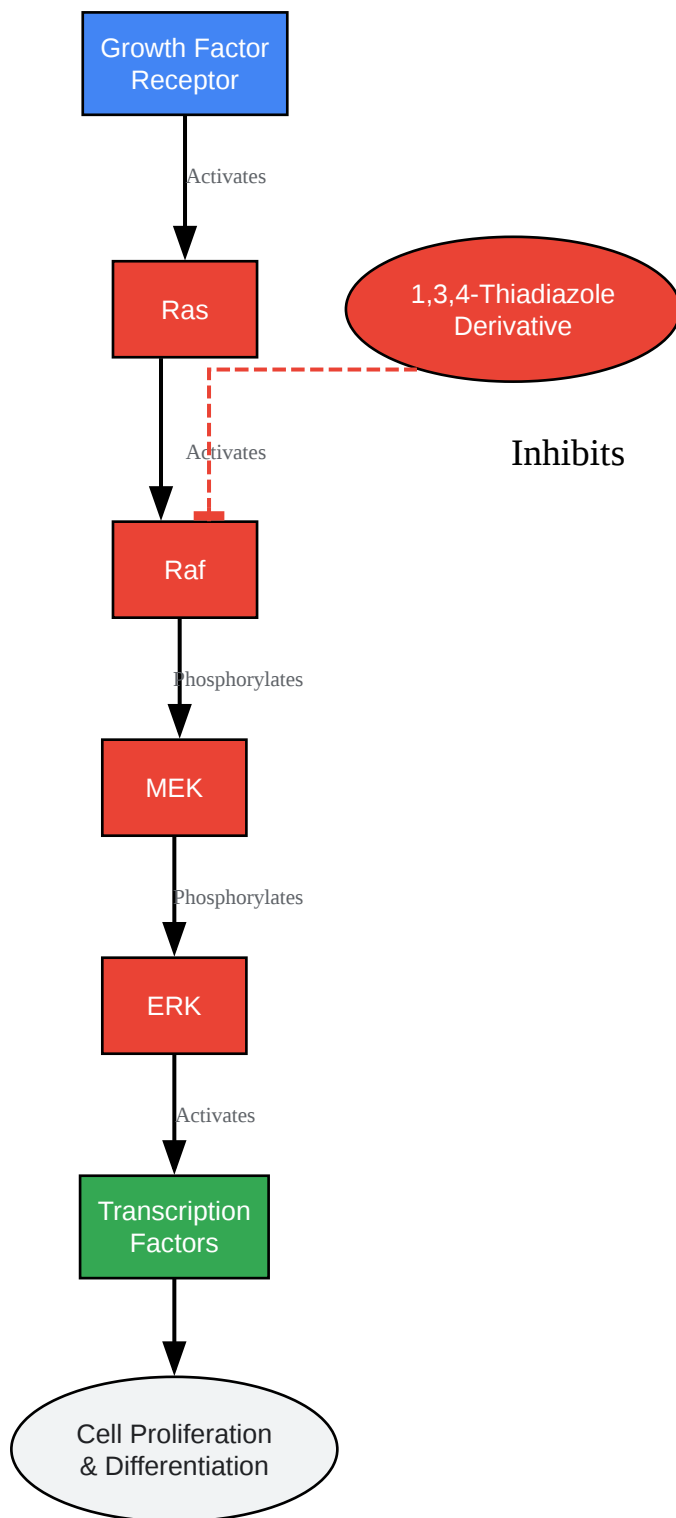 Growth Factor
Receptor
Activates
Ras
1,3,4-Thiadiazole
Derivative
Activates
Inhibits
Raf
Phosphorylates
MEK
Phosphorylates
ERK
Activates
Transcription
Factors
Cell Proliferation
& Differentiation